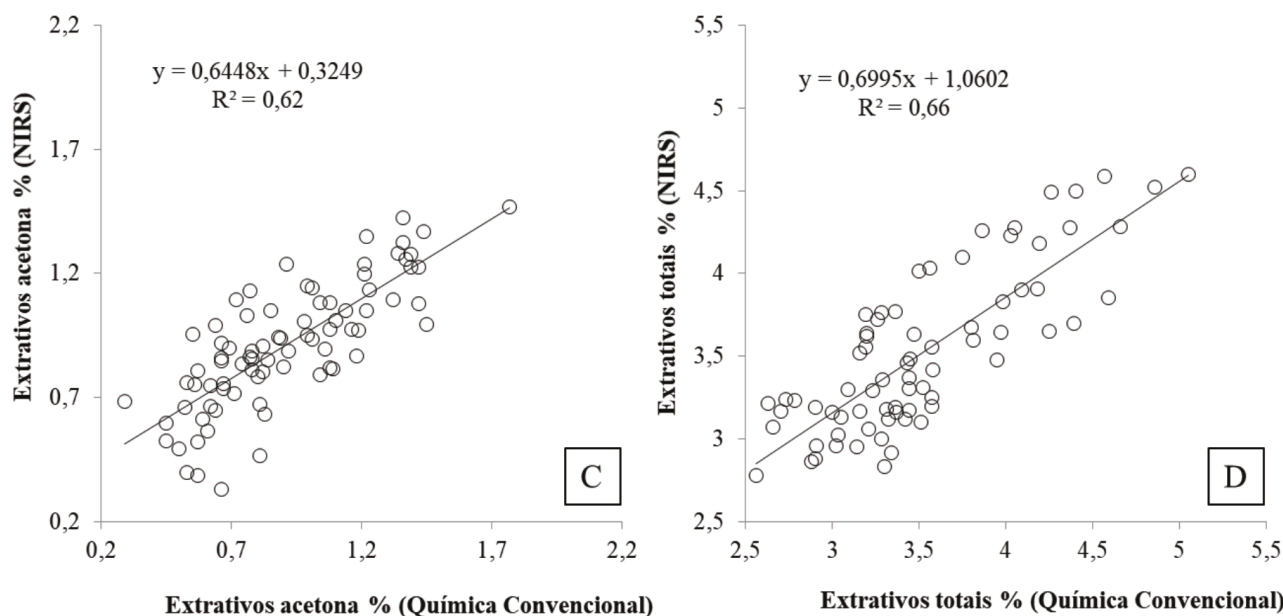 2,2
y = 0,6448x + 0,3249
R² = 0,62
1,7
1,2
0,7
0,2
0,2 0,7 1,2 1,7 2,2
Extrativos acetona % (NIRS)
Extrativos acetona % (Química Convencional)
C
5,5
y = 0,6995x + 1,0602
R² = 0,66
5
4,5
4
3,5
3
2,5
2,5 3 3,5 4 4,5 5 5,5
Extrativos totais % (NIRS)
Extrativos totais % (Química Convencional)
D